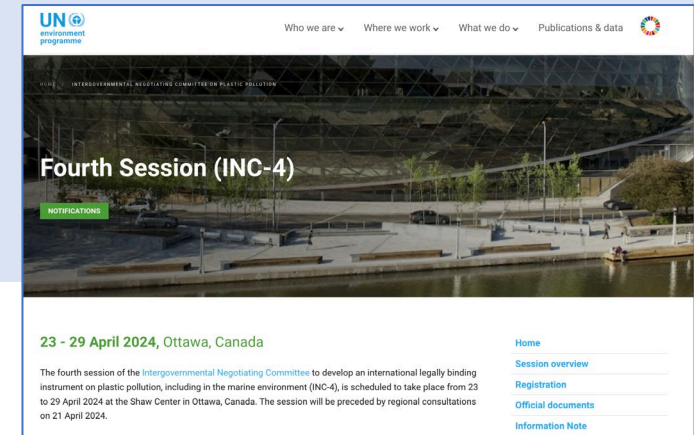 UN
environment
programme
Who we are
Where we work
What we do
Publications & data
HOME / INTERGOVERNMENTAL NEGOTIATING COMMITTEE ON PLASTIC POLLUTION
Fourth Session (INC-4)
NOTIFICATIONS
23 - 29 April 2024, Ottawa, Canada
The fourth session of the Intergovernmental Negotiating Committee to develop an international legally binding
instrument on plastic pollution, including in the marine environment (INC-4), is scheduled to take place from 23
to 29 April 2024 at the Shaw Center in Ottawa, Canada. The session will be preceded by regional consultations
on 21 April 2024.
Home
Session overview
Registration
Official documents
Information Note